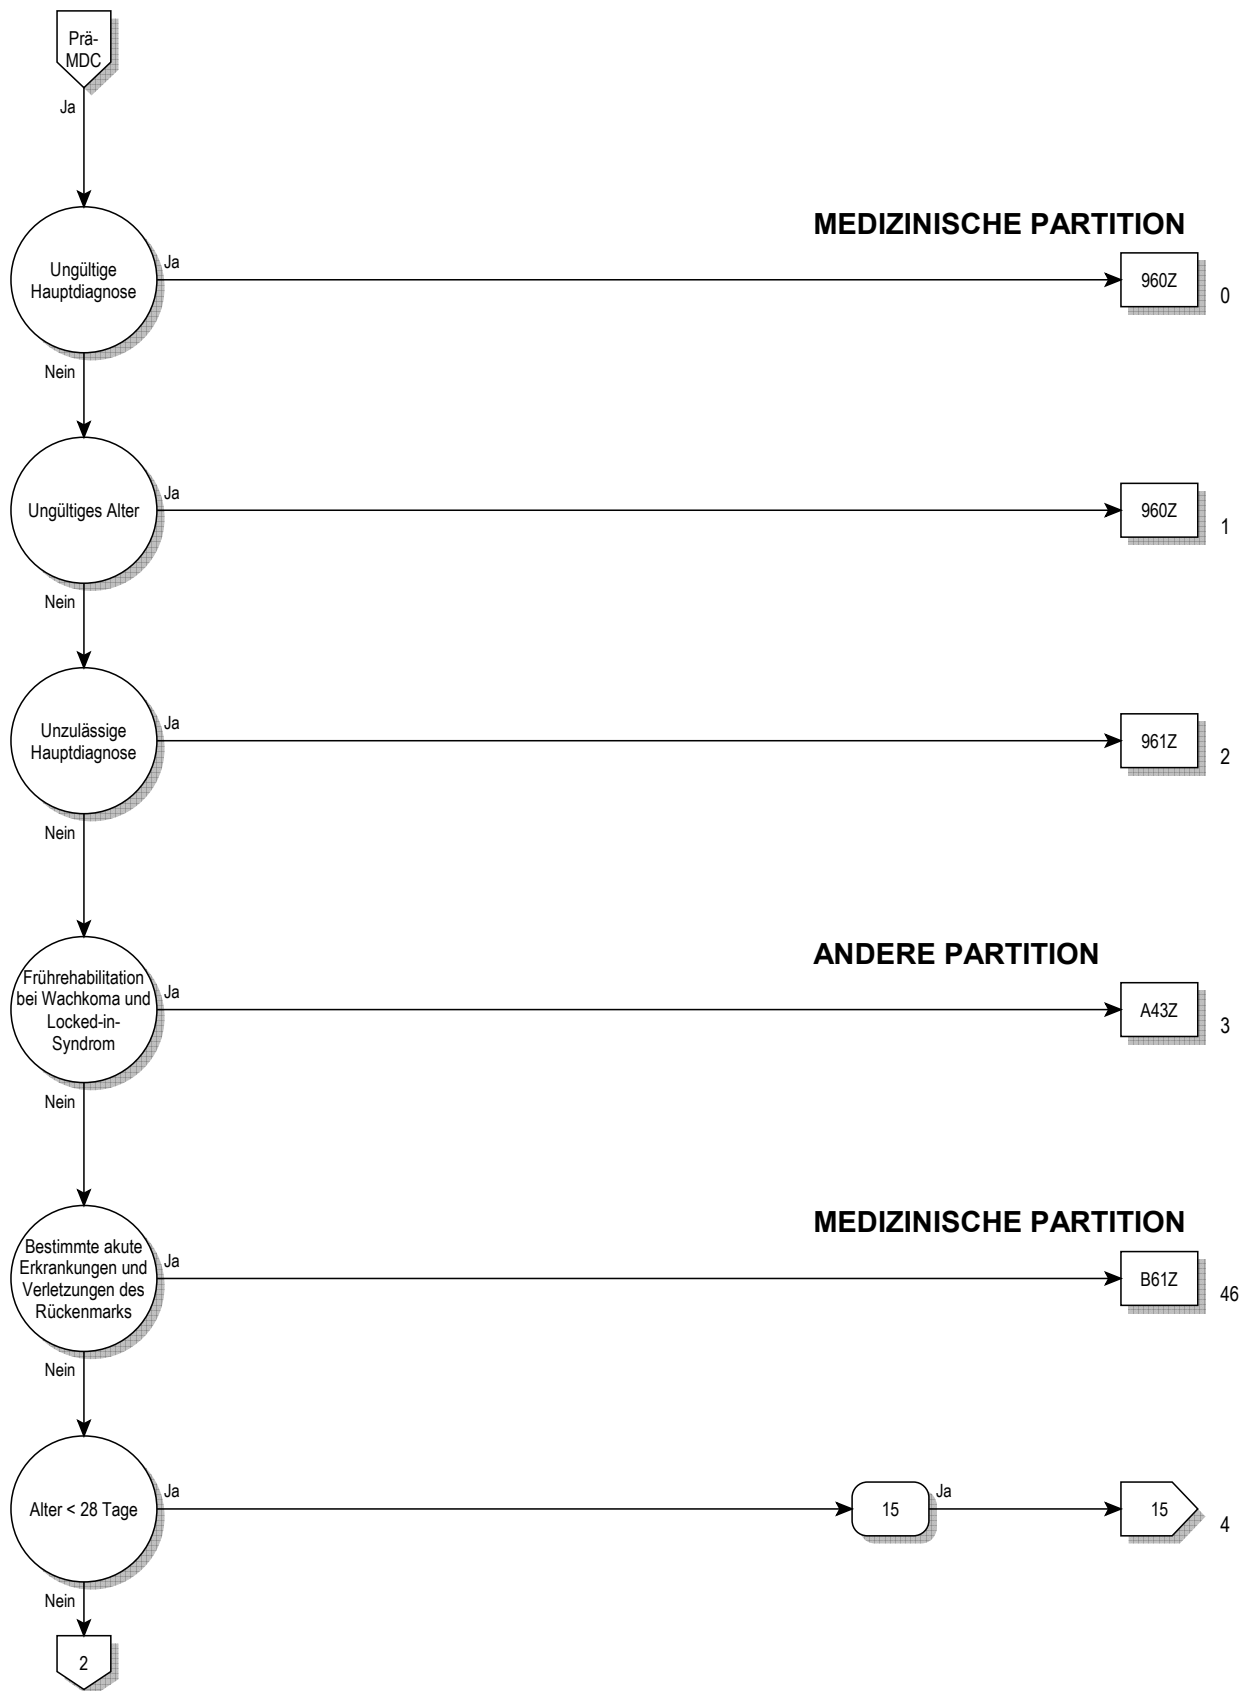 Prä-
MDC
Ja
MEDIZINISCHE PARTITION
Ungültige
Hauptdiagnose
Ja
960Z
0
Nein
Ungültiges Alter
Ja
960Z
1
Nein
Unzulässige
Hauptdiagnose
Ja
961Z
2
Nein
ANDERE PARTITION
Frührehabilitation
bei Wachkoma und
Locked-in-
Syndrom
Ja
A43Z
3
Nein
MEDIZINISCHE PARTITION
Bestimmte akute
Erkrankungen und
Verletzungen des
Rückenmarks
Ja
B61Z
46
Nein
Alter < 28 Tage
Ja
15
Ja
15
4
Nein
2